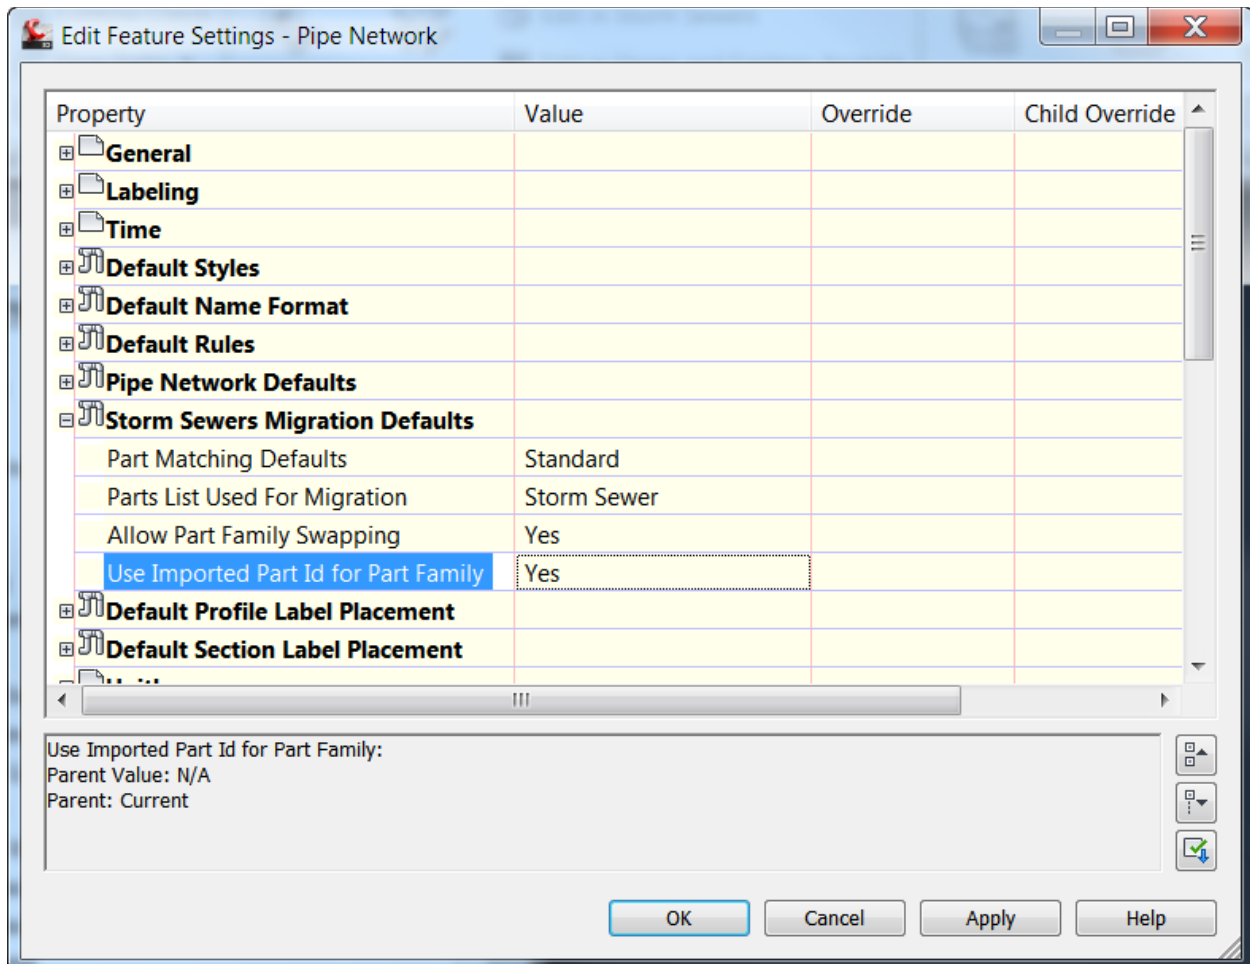 Edit Feature Settings - Pipe Network
Property Value Override Child Override
General
Labeling
Time
Default Styles
Default Name Format
Default Rules
Pipe Network Defaults
Storm Sewers Migration Defaults
Part Matching Defaults Standard
Parts List Used For Migration Storm Sewer
Allow Part Family Swapping Yes
Use Imported Part Id for Part Family Yes
Default Profile Label Placement
Default Section Label Placement
Use Imported Part Id for Part Family:
Parent Value: N/A
Parent: Current
OK Cancel Apply Help